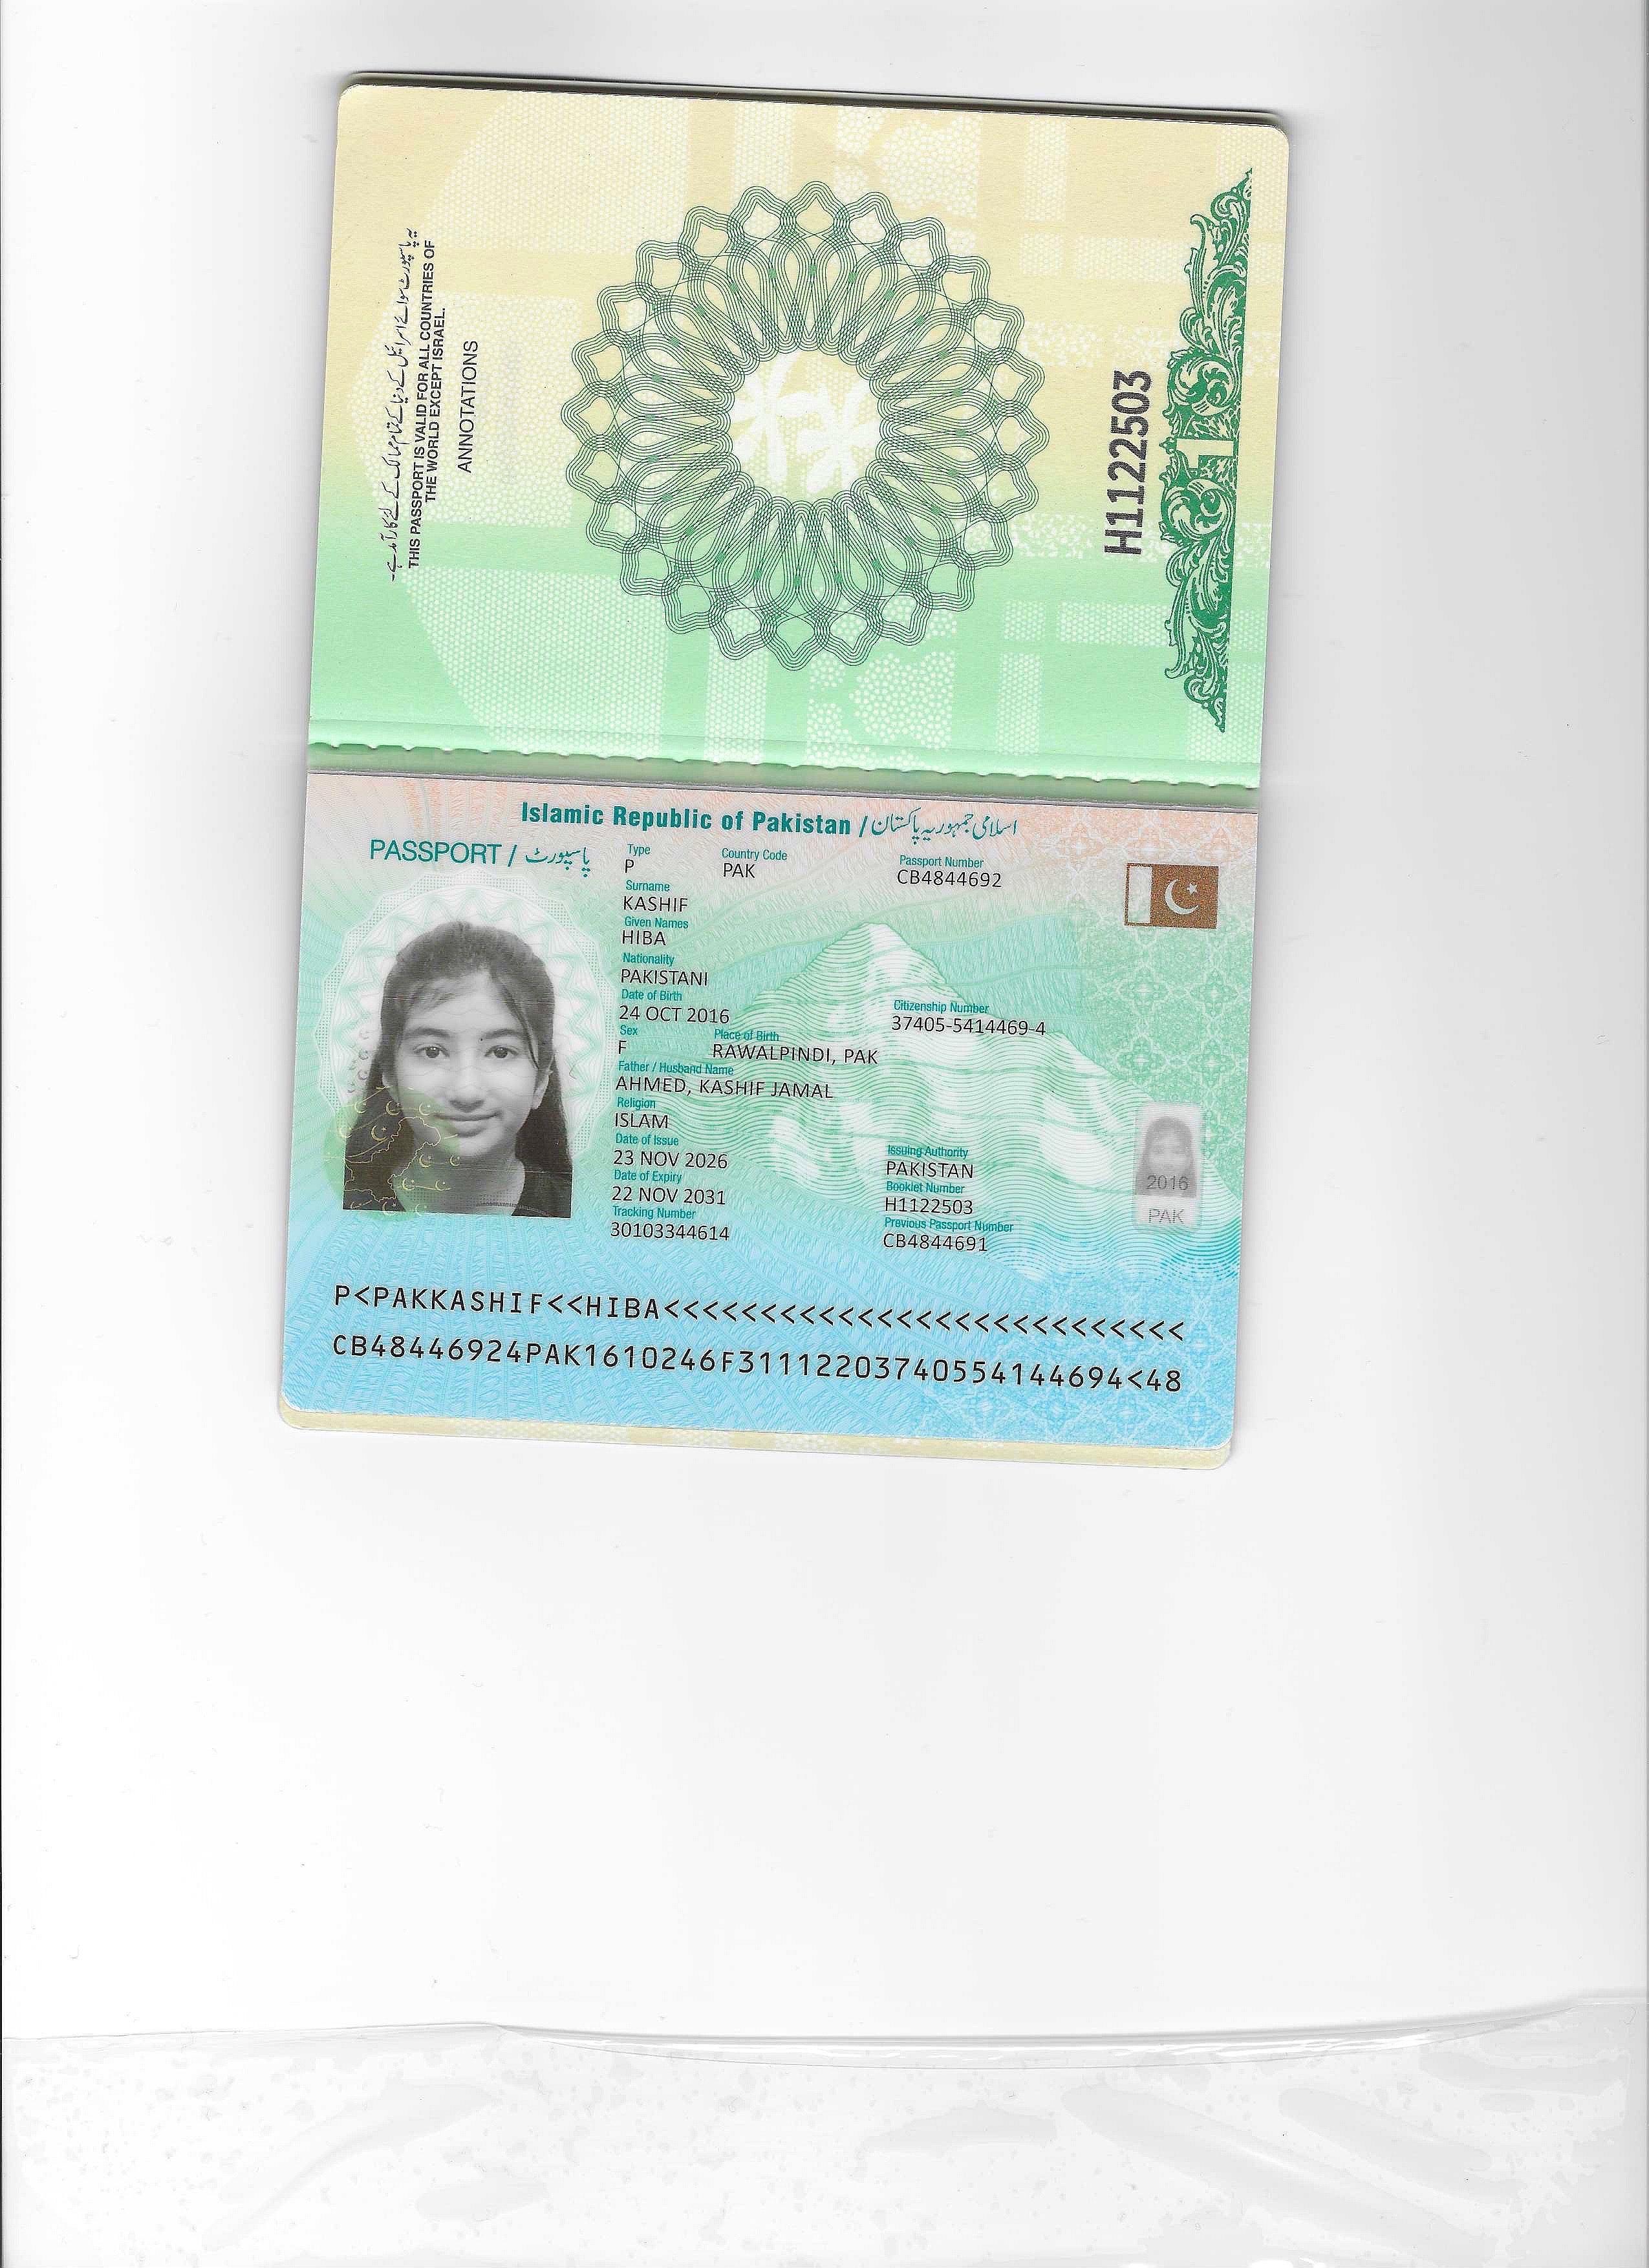 یہ پاسپورٹ سوائے اسرائیل کے دنیا کے تمام ممالک کے لئے کارآمد ہے۔
THIS PASSPORT IS VALID FOR ALL COUNTRIES OF
THE WORLD EXCEPT ISRAEL.
ANNOTATIONS
H1122503
1
Islamic Republic of Pakistan / اسلامی جمہوریہ پاکستان
PASSPORT / پاسپورٹ
Type Country Code Passport Number
P PAK CB4844692
Surname
KASHIF
Given Names
HIBA
Nationality
PAKISTANI
Date of Birth Citizenship Number
24 OCT 2016 37405-5414469-4
Sex Place of Birth
F RAWALPINDI, PAK
Father / Husband Name
AHMED, KASHIF JAMAL
Religion
ISLAM
Date of Issue Issuing Authority
23 NOV 2026 PAKISTAN
Date of Expiry Booklet Number
22 NOV 2031 H1122503
Tracking Number Previous Passport Number
30103344614 CB4844691
2016
PAK
P<PAKKASHIF<<HIBA<<<<<<<<<<<<<<<<<<<<<<<<<<<
CB48446924PAK1610246F31112203740554144694<48